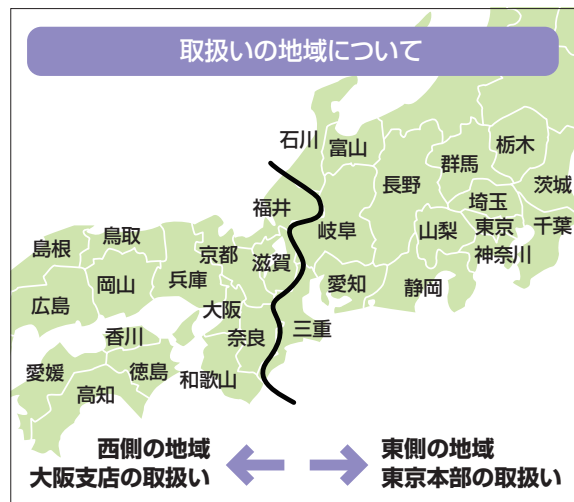 取扱いの地域について
石川
富山
栃木
群馬
長野
茨城
埼玉
福井
岐阜
山梨
東京
千葉
神奈川
島根
鳥取
京都
滋賀
兵庫
岡山
愛知
静岡
広島
大阪
奈良
三重
香川
愛媛
徳島
和歌山
高知
西側の地域
大阪支店の取扱い
東側の地域
東京本部の取扱い